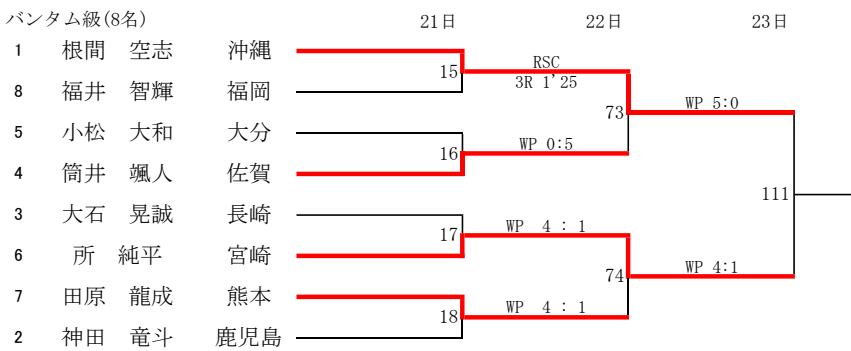 バンタム級(8名) 21日 22日 23日
1 根間 空志 沖縄
15 RSC
3R 1'25
8 福井 智輝 福岡
73 WP 5:0
5 小松 大和 大分
16 WP 0:5
4 筒井 颯人 佐賀
111
3 大石 晃誠 長崎
17 WP 4 : 1
6 所 純平 宮崎
74 WP 4:1
7 田原 龍成 熊本
18 WP 4 : 1
2 神田 竜斗 鹿児島